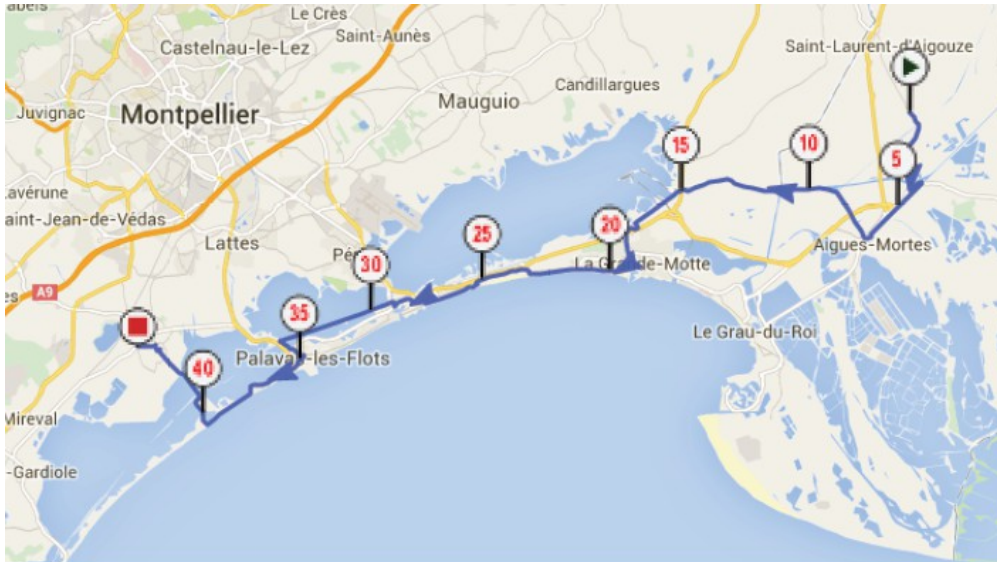 Le Crès
Saint-Aunès
Castelnau-le-Lez
Saint-Laurent-d'Aigouze
Candillargues
Mauguio
Juvignac
Montpellier
15
10
5
Lavérune
Saint-Jean-de-Védas
Lattes
25
20
Aigues-Mortes
30
La Grande-Motte
A9
35
Le Grau-du-Roi
Palavas-les-Flots
40
Mireval
-Gardiole